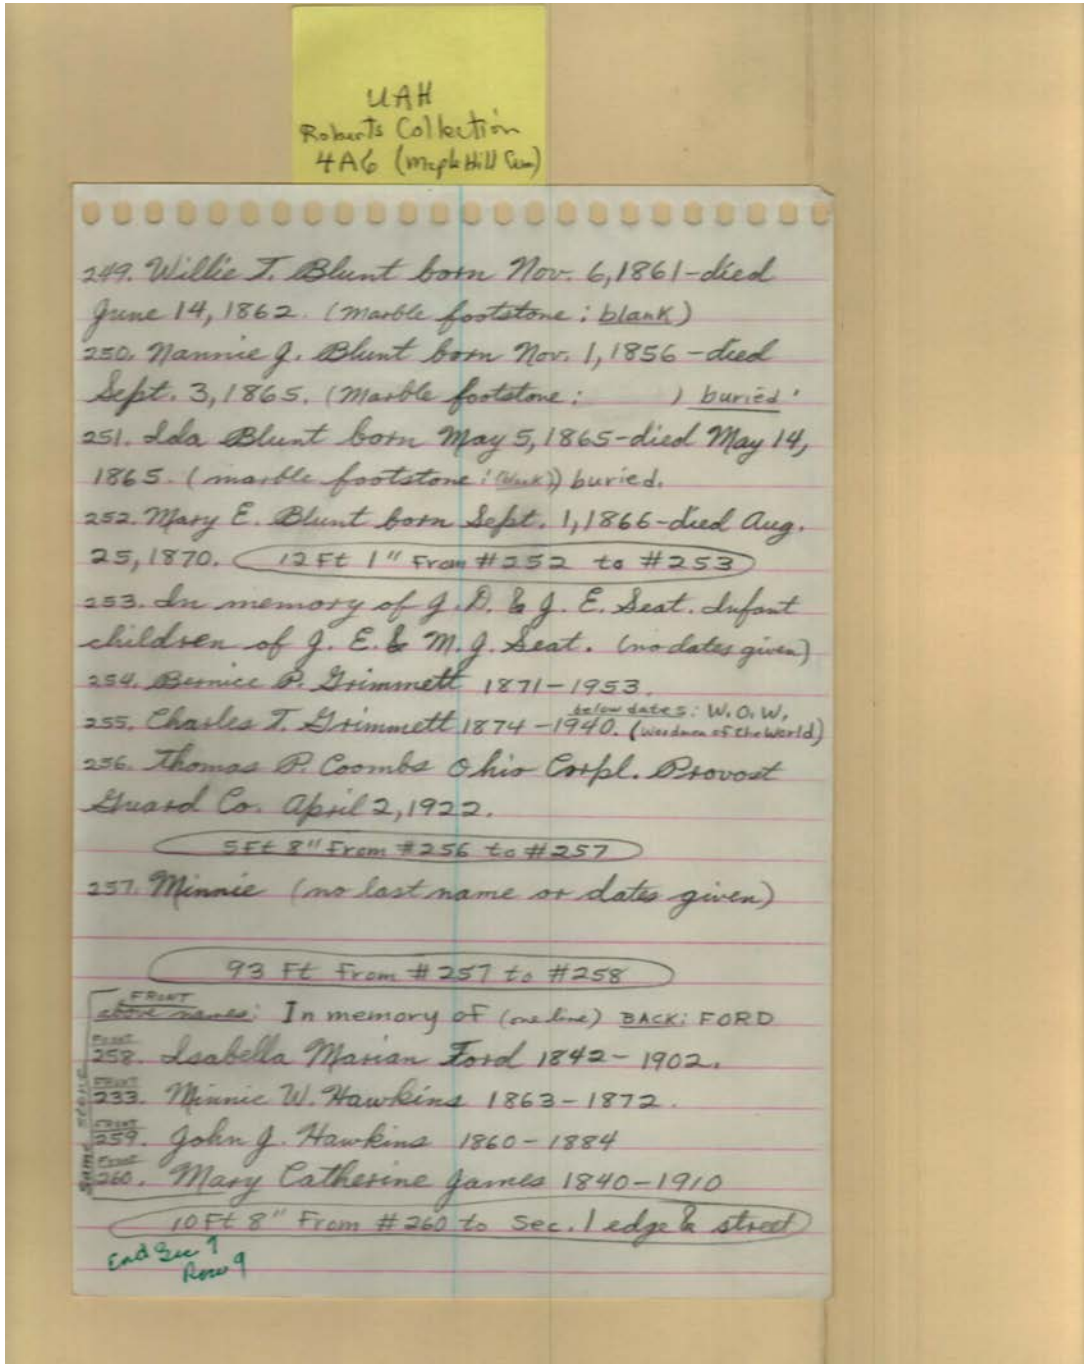 UAH
Roberts Collection
4A6 (Maple Hill Cem)
249. Willie T. Blunt born Nov. 6, 1861-died
June 14, 1862. (Marble footstone: blank)
250. Nannie J. Blunt born Nov. 1, 1856-died
Sept. 3, 1865. (Marble footstone: ) buried.
251. Ida Blunt born May 5, 1865-died May 14,
1865. (marble footstone: (blank)) buried.
252. Mary E. Blunt born Sept. 1, 1866-died Aug.
25, 1870. 12 Ft 1" From #252 to #253
253. In memory of J. D. & J. E. Seat. Infant
children of J. E. & M. J. Seat. (no dates given)
254. Bernice P. Grimmett 1871-1953.
below dates: W.O.W.
255. Charles T. Grimmett 1874-1940. (Woodmen of the World)
256. Thomas P. Coombs Ohio Corpl. Provost
Guard Co. April 2, 1922.
5Ft 8" From #256 to #257
257. Minnie (no last name or dates given)
93 Ft From #257 to #258
FRONT
above names: In memory of (one line) BACK: FORD
Front
258. Isabella Marian Ford 1842-1902.
FRONT
233. Minnie W. Hawkins 1863-1872.
FRONT
259. John J. Hawkins 1860-1884
Front
260. Mary Catherine James 1840-1910
same stone
10Ft 8" From #260 to Sec. 1 edge & street
End Sec 1
Row 9